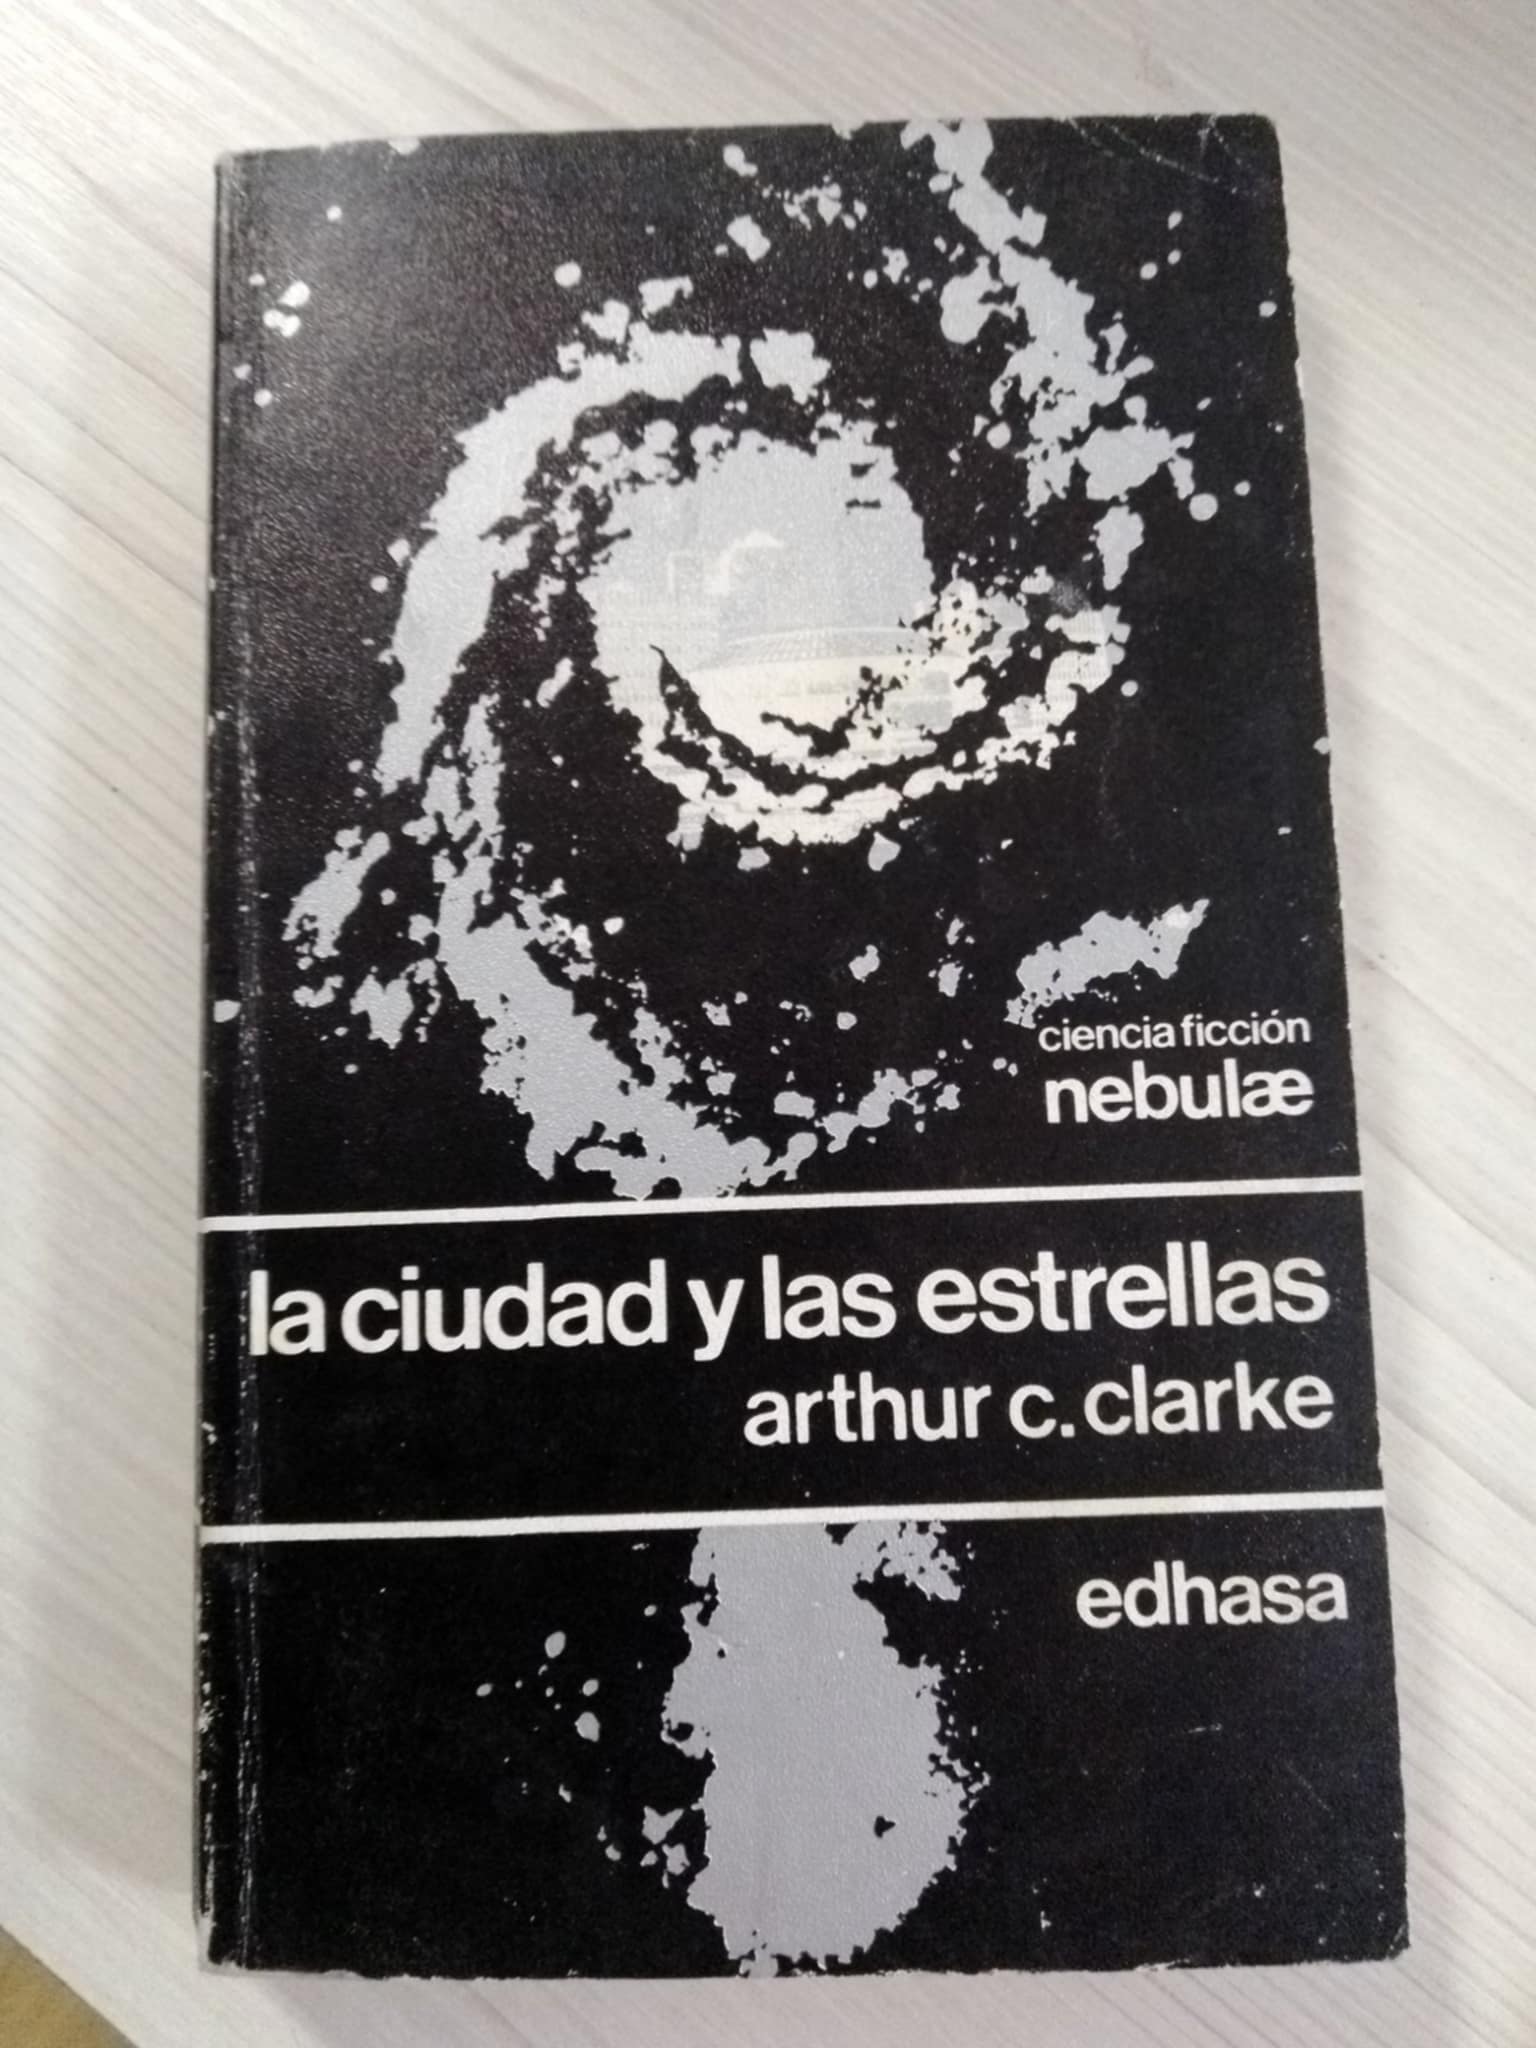 ciencia ficción
nebulæ
la ciudad y las estrellas
arthur c. clarke
edhasa